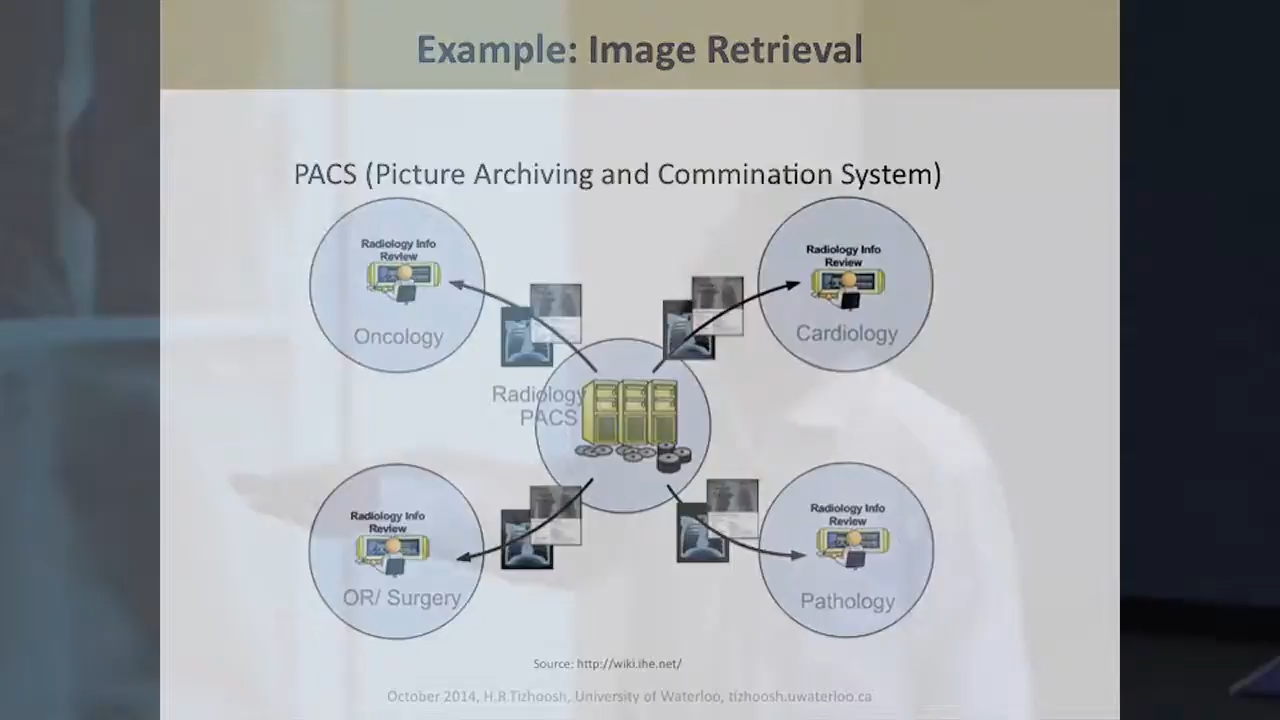 Example: Image Retrieval
PACS (Picture Archiving and Commination System)
Radiology Info
Review
Oncology
Radiology Info
Review
Cardiology
Radiology
PACS
Radiology Info
Review
OR/ Surgery
Radiology Info
Review
Pathology
Source: http://wiki.ihe.net/
October 2014, H.R.Tizhoosh, University of Waterloo, tizhoosh.uwaterloo.ca